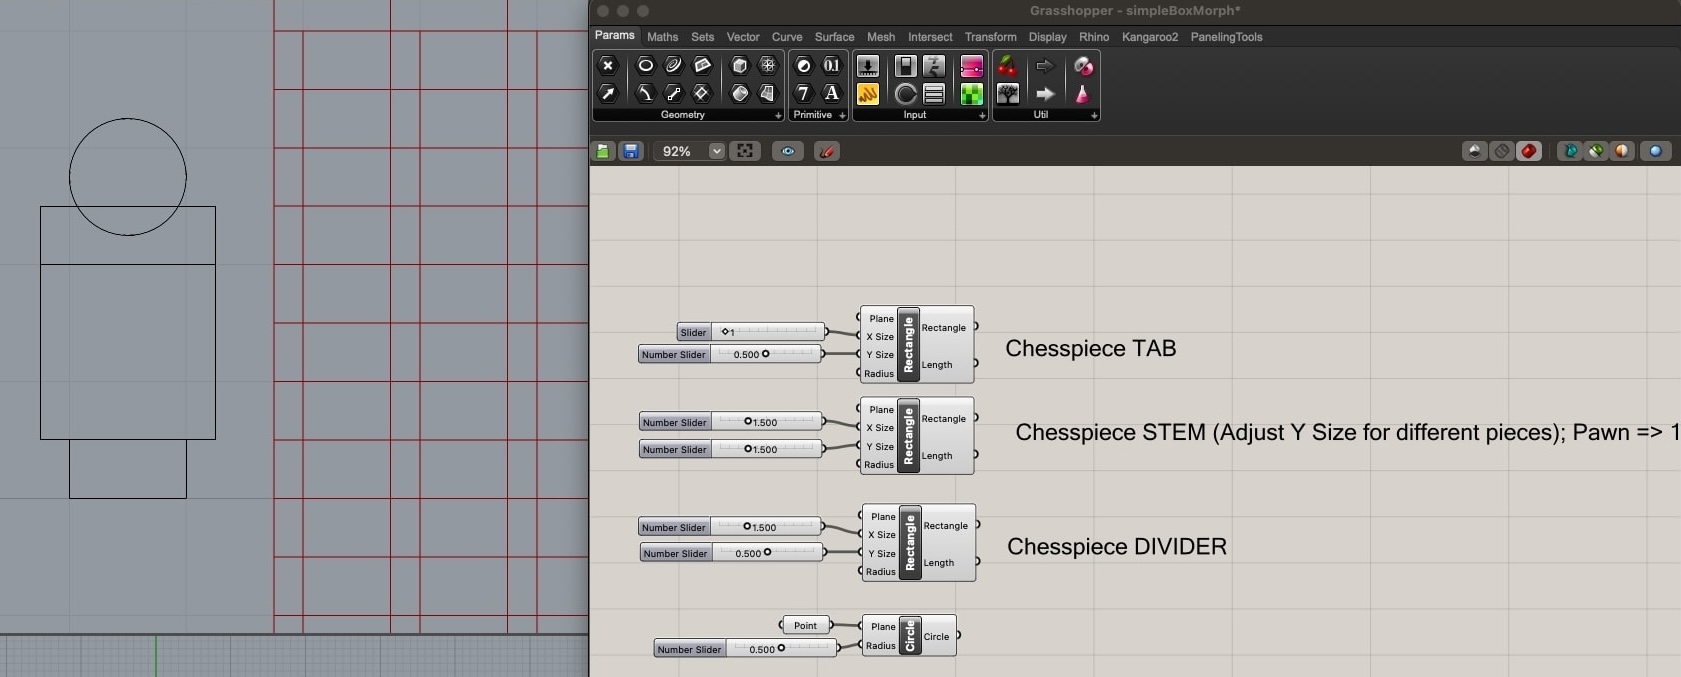 Grasshopper - simpleBoxMorph*
Params Maths Sets Vector Curve Surface Mesh Intersect Transform Display Rhino Kangaroo2 PanelingTools
0.1
7 A
Geometry Primitive Input Util
92%
Slider 1
Number Slider 0.500
Plane
X Size
Y Size
Radius
Rectangle
Rectangle
Length
Chesspiece TAB
Number Slider 1.500
Number Slider 1.500
Plane
X Size
Y Size
Radius
Rectangle
Rectangle
Length
Chesspiece STEM (Adjust Y Size for different pieces); Pawn => 1
Number Slider 1.500
Number Slider 0.500
Plane
X Size
Y Size
Radius
Rectangle
Rectangle
Length
Chesspiece DIVIDER
Point
Number Slider 0.500
Plane
Radius
Circle
Circle